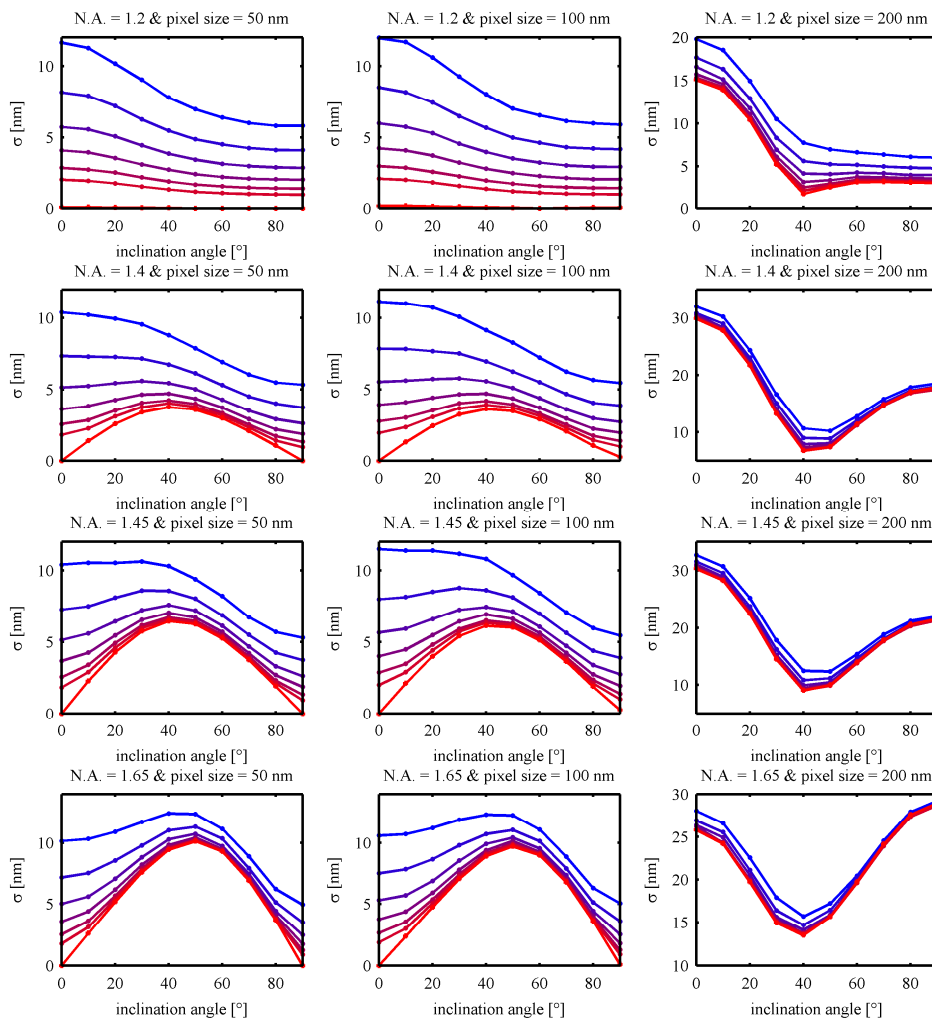 N.A. = 1.2 & pixel size = 50 nm N.A. = 1.2 & pixel size = 100 nm N.A. = 1.2 & pixel size = 200 nm
10 10 20
σ [nm] σ [nm] σ [nm]
15
5 5 10
5
0 0 0
0 20 40 60 80 0 20 40 60 80 0 20 40 60 80
inclination angle [°] inclination angle [°] inclination angle [°]
N.A. = 1.4 & pixel size = 50 nm N.A. = 1.4 & pixel size = 100 nm N.A. = 1.4 & pixel size = 200 nm
10 10 30
σ [nm] σ [nm] σ [nm]
5 5 20
0 0 10
0 20 40 60 80 0 20 40 60 80 0 20 40 60 80
inclination angle [°] inclination angle [°] inclination angle [°]
N.A. = 1.45 & pixel size = 50 nm N.A. = 1.45 & pixel size = 100 nm N.A. = 1.45 & pixel size = 200 nm
10 10 30
σ [nm] σ [nm] σ [nm]
5 5 20
0 0 10
0 20 40 60 80 0 20 40 60 80 0 20 40 60 80
inclination angle [°] inclination angle [°] inclination angle [°]
N.A. = 1.65 & pixel size = 50 nm N.A. = 1.65 & pixel size = 100 nm N.A. = 1.65 & pixel size = 200 nm
10 10 30
25
σ [nm] σ [nm] σ [nm]
5 5 20
15
0 0 10
0 20 40 60 80 0 20 40 60 80 0 20 40 60 80
inclination angle [°] inclination angle [°] inclination angle [°]